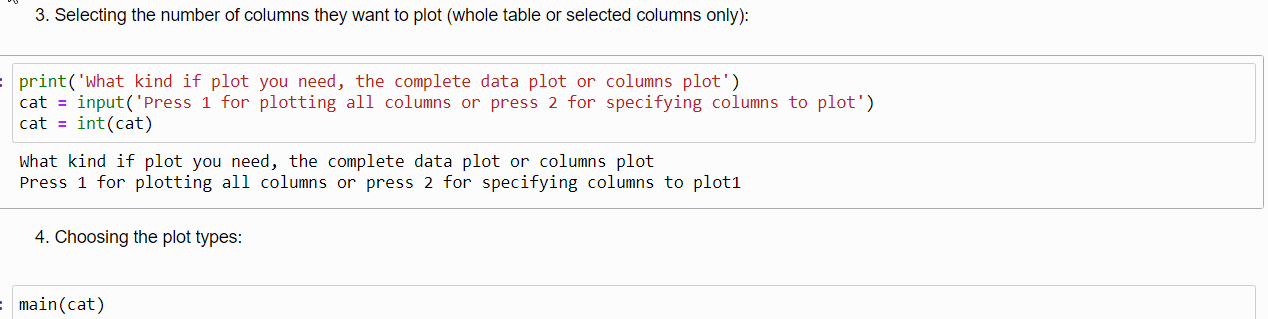 3. Selecting the number of columns they want to plot (whole table or selected columns only):
: print('What kind if plot you need, the complete data plot or columns plot')
cat = input('Press 1 for plotting all columns or press 2 for specifying columns to plot')
cat = int(cat)
What kind if plot you need, the complete data plot or columns plot
Press 1 for plotting all columns or press 2 for specifying columns to plot1
4. Choosing the plot types:
: main(cat)